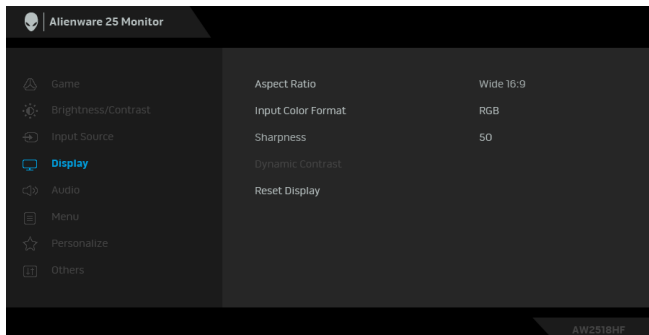 Alienware 25 Monitor
Game
Aspect Ratio Wide 16:9
Brightness/Contrast
Input Color Format RGB
Input Source
Sharpness 50
Display
Dynamic Contrast
Audio
Reset Display
Menu
Personalize
Others
AW2518HF